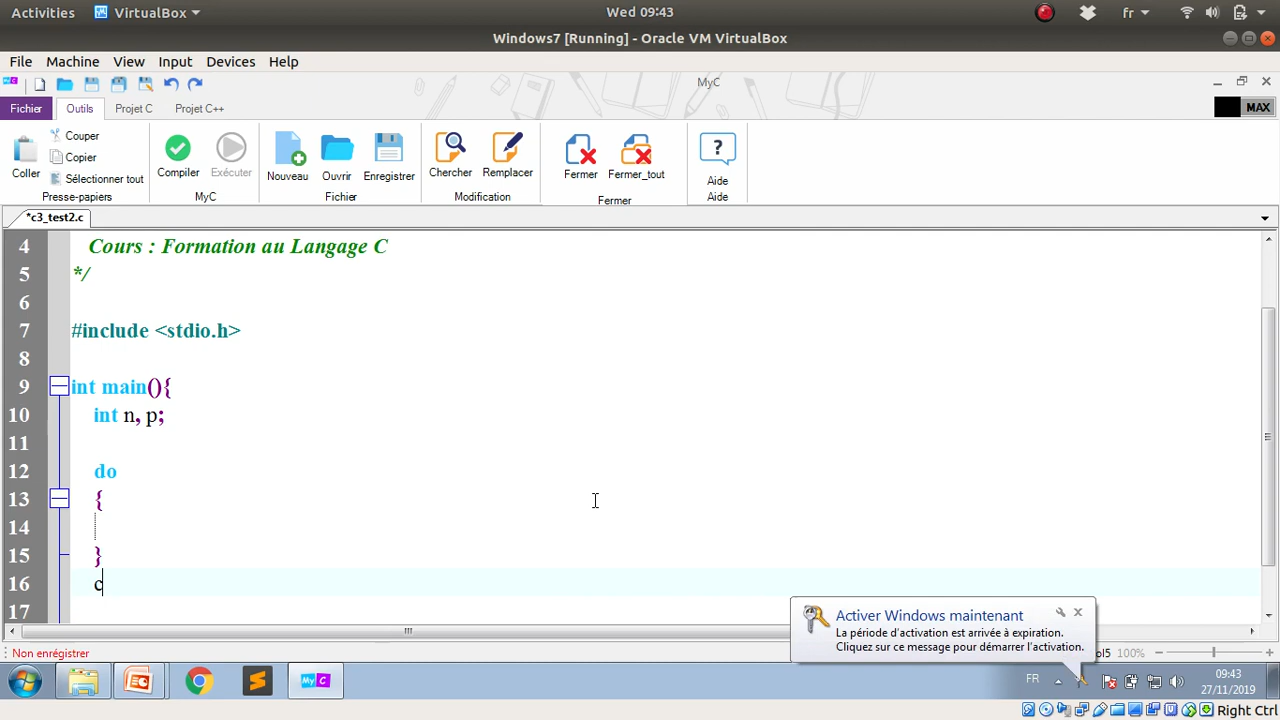 Activities VirtualBox Wed 09:43 fr
Windows7 [Running] - Oracle VM VirtualBox
File Machine View Input Devices Help
MyC
Fichier Outils Projet C Projet C++ MAX
Coller Couper Copier Sélectionner tout
Compiler Exécuter Nouveau Ouvrir Enregistrer Chercher Remplacer Fermer Fermer_tout ? Aide
Presse-papiers MyC Fichier Modification Fermer Aide
*c3_test2.c
4 Cours : Formation au Langage C
5 */
6
7 #include <stdio.h>
8
9 int main(){
10 int n, p;
11
12 do
13 {
14
15 }
16 c
17
Activer Windows maintenant
La période d'activation est arrivée à expiration.
Cliquez sur ce message pour démarrer l'activation.
Non enregistrer ol5 100%
My C FR 09:43
27/11/2019
Right Ctrl